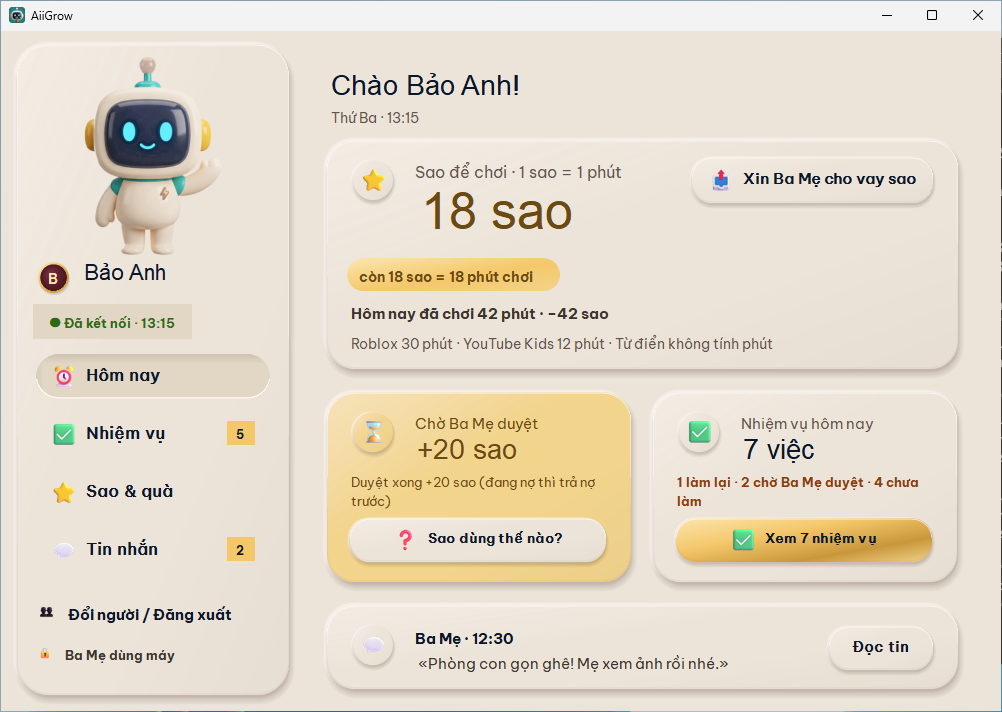 AiiGrow
B
Bảo Anh
Đã kết nối · 13:15
Hôm nay
Nhiệm vụ 5
Sao & quà
Tin nhắn 2
Đổi người / Đăng xuất
Ba Mẹ dùng máy
Chào Bảo Anh!
Thứ Ba · 13:15
Sao để chơi · 1 sao = 1 phút
18 sao
Xin Ba Mẹ cho vay sao
còn 18 sao = 18 phút chơi
Hôm nay đã chơi 42 phút · −42 sao
Roblox 30 phút · YouTube Kids 12 phút · Từ điển không tính phút
Chờ Ba Mẹ duyệt
+20 sao
Duyệt xong +20 sao (đang nợ thì trả nợ
trước)
❓ Sao dùng thế nào?
Nhiệm vụ hôm nay
7 việc
1 làm lại · 2 chờ Ba Mẹ duyệt · 4 chưa
làm
Xem 7 nhiệm vụ
Ba Mẹ · 12:30
«Phòng con gọn ghê! Mẹ xem ảnh rồi nhé.»
Đọc tin